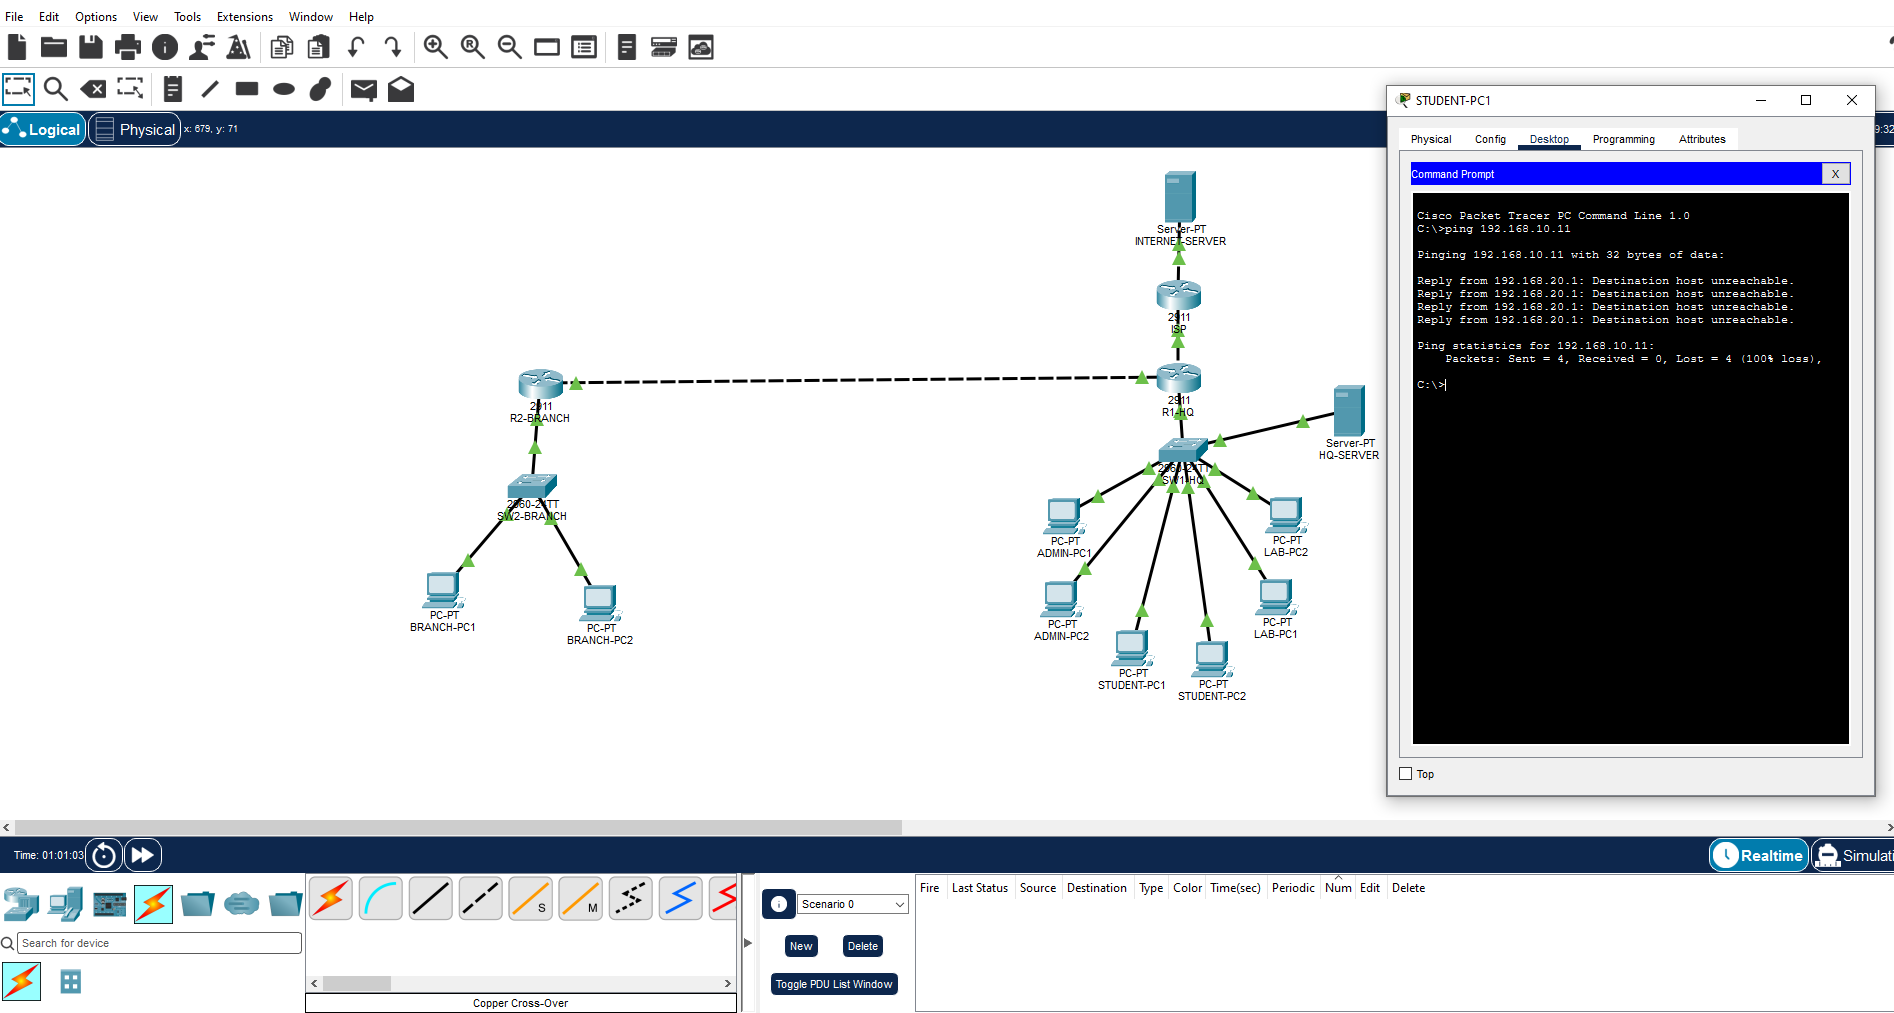 File Edit Options View Tools Extensions Window Help
Logical Physical x: 679, y: 71
9:32
STUDENT-PC1
Physical Config Desktop Programming Attributes
Command Prompt X
Cisco Packet Tracer PC Command Line 1.0
C:\>ping 192.168.10.11
Pinging 192.168.10.11 with 32 bytes of data:
Reply from 192.168.20.1: Destination host unreachable.
Reply from 192.168.20.1: Destination host unreachable.
Reply from 192.168.20.1: Destination host unreachable.
Reply from 192.168.20.1: Destination host unreachable.
Ping statistics for 192.168.10.11:
Packets: Sent = 4, Received = 0, Lost = 4 (100% loss),
C:\>
Top
Server-PT
INTERNET-SERVER
2911
ISP
2911
R1-HQ
2911
R2-BRANCH
Server-PT
HQ-SERVER
2960-24TT
SW1-HQ
2960-24TT
SW2-BRANCH
PC-PT
ADMIN-PC1
PC-PT
LAB-PC2
PC-PT
ADMIN-PC2
PC-PT
LAB-PC1
PC-PT
STUDENT-PC1
PC-PT
STUDENT-PC2
PC-PT
BRANCH-PC1
PC-PT
BRANCH-PC2
Time: 01:01:03
Realtime Simulati
S M
Search for device
Copper Cross-Over
Scenario 0
New Delete
Toggle PDU List Window
Fire Last Status Source Destination Type Color Time(sec) Periodic Num Edit Delete